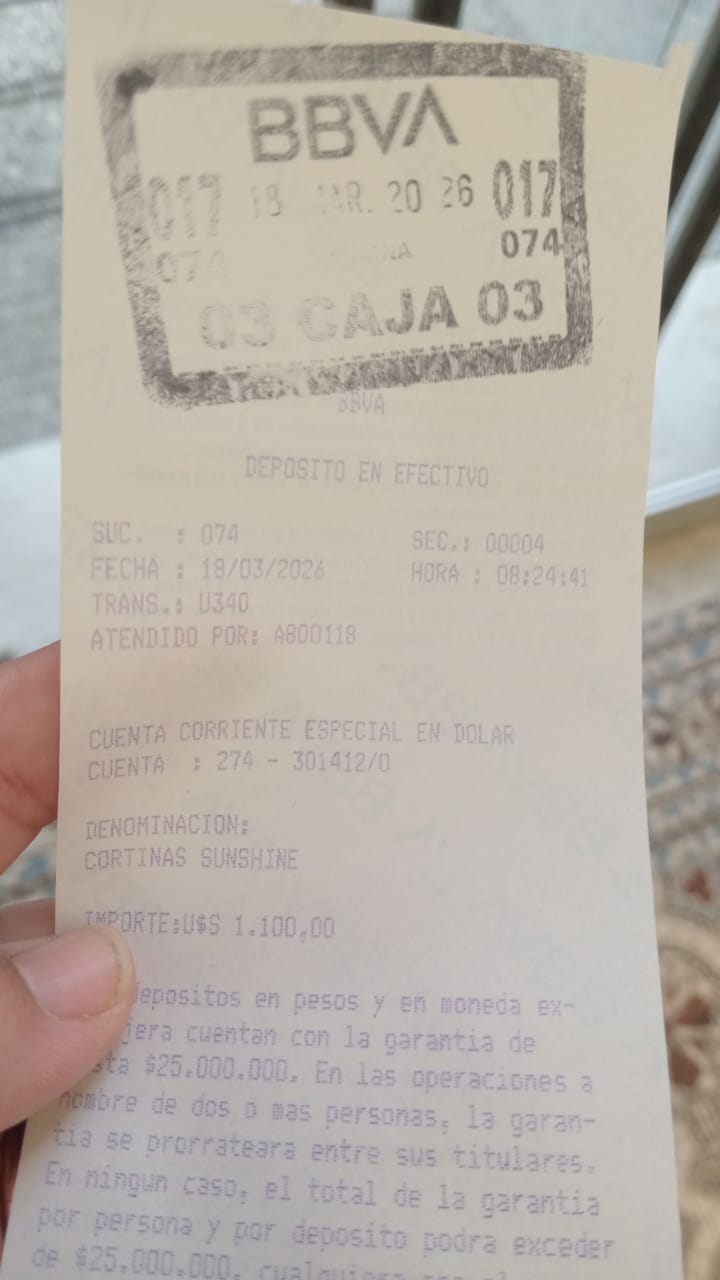 BBVA
017 18 MAR. 20 26 017
074 074
03 CAJA 03
BBVA
DEPOSITO EN EFECTIVO
SUC. : 074 SEC.: 00004
FECHA : 18/03/2026 HORA : 08:24:41
TRANS.: U340
ATENDIDO POR: A800118
CUENTA CORRIENTE ESPECIAL EN DOLAR
CUENTA : 274 - 301412/0
DENOMINACION:
CORTINAS SUNSHINE
IMPORTE:U$S 1.100,00
depositos en pesos y en moneda ex-
jera cuentan con la garantia de
sta $25.000.000. En las operaciones a
nombre de dos o mas personas, la garan-
tia se prorrateara entre sus titulares.
En ningun caso, el total de la garantia
por persona y por deposito podra exceder
de $25.000.000, cualquiera